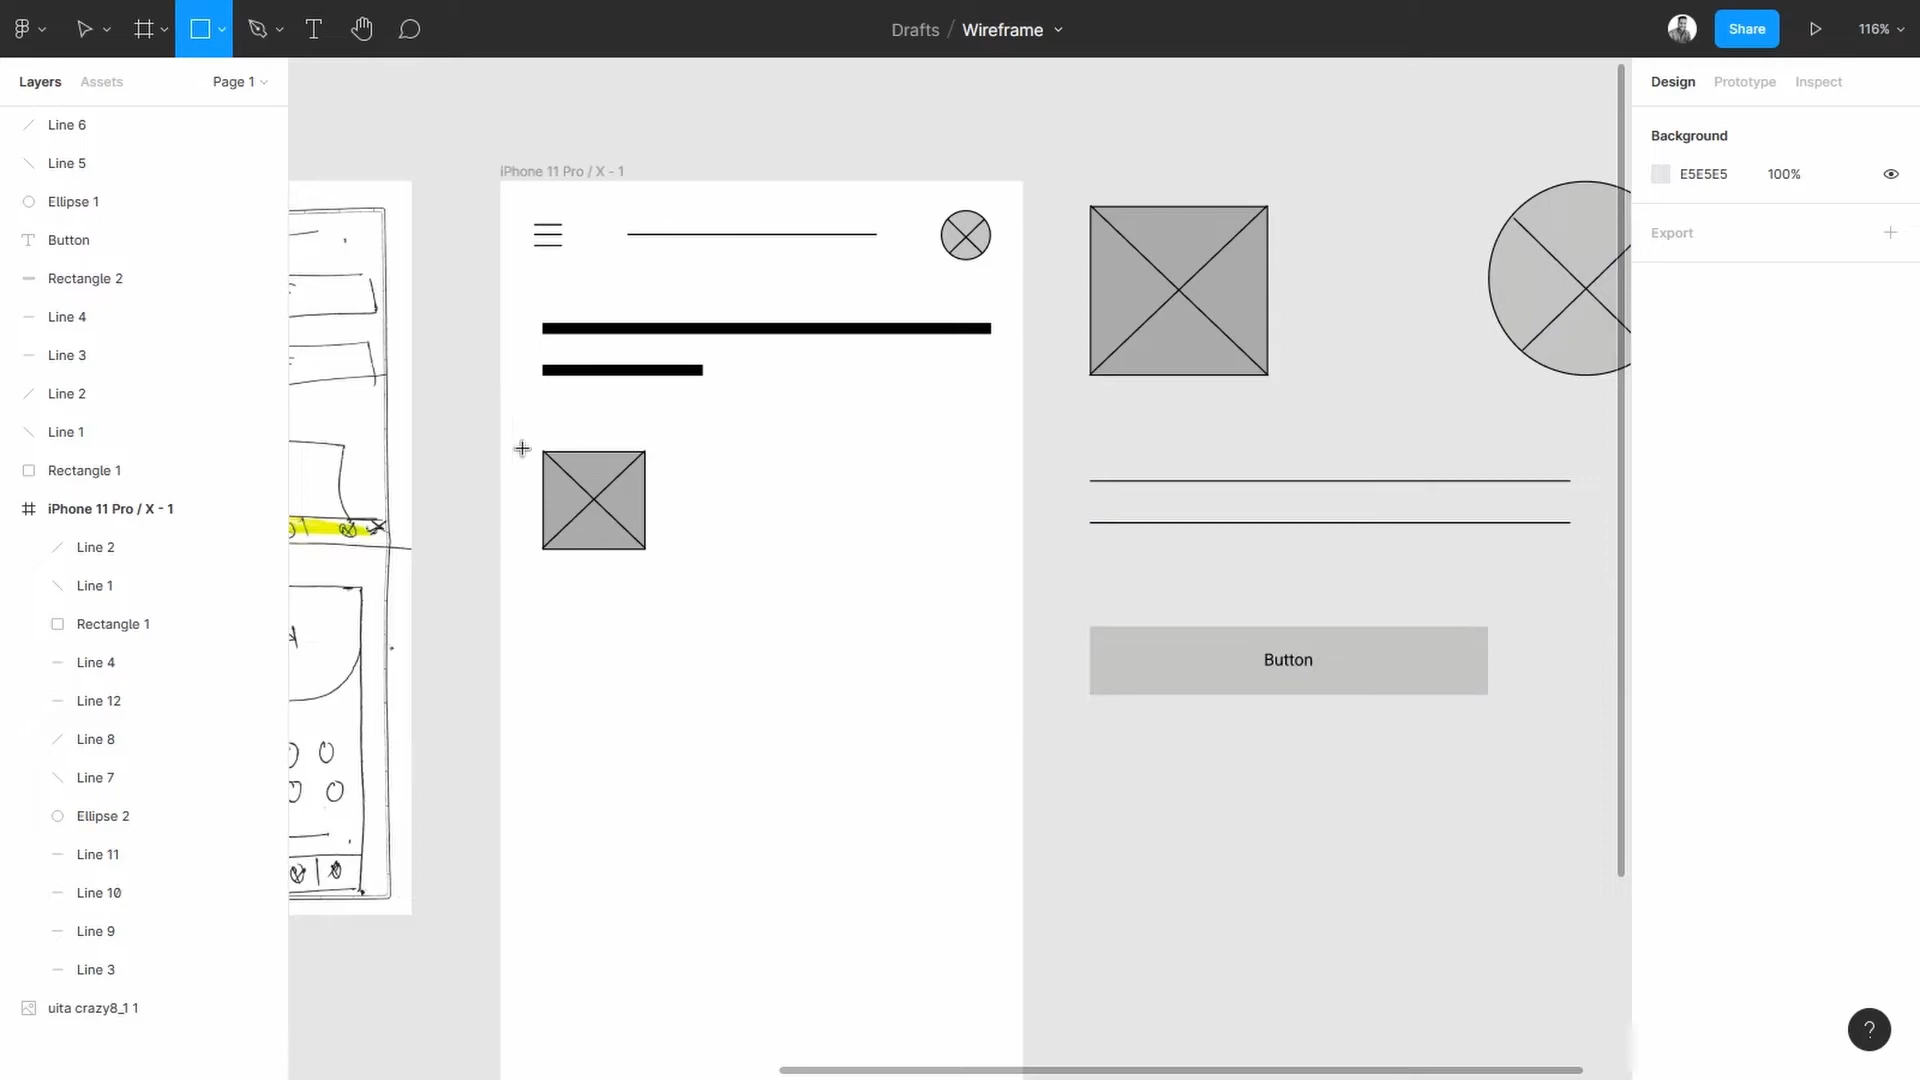 Drafts / Wireframe
Share
116%
Layers
Assets
Page 1
Line 6
Line 5
Ellipse 1
Button
Rectangle 2
Line 4
Line 3
Line 2
Line 1
Rectangle 1
iPhone 11 Pro / X - 1
Line 2
Line 1
Rectangle 1
Line 4
Line 12
Line 8
Line 7
Ellipse 2
Line 11
Line 10
Line 9
Line 3
uita crazy8_1 1
iPhone 11 Pro / X - 1
Button
Design
Prototype
Inspect
Background
E5E5E5
100%
Export
?